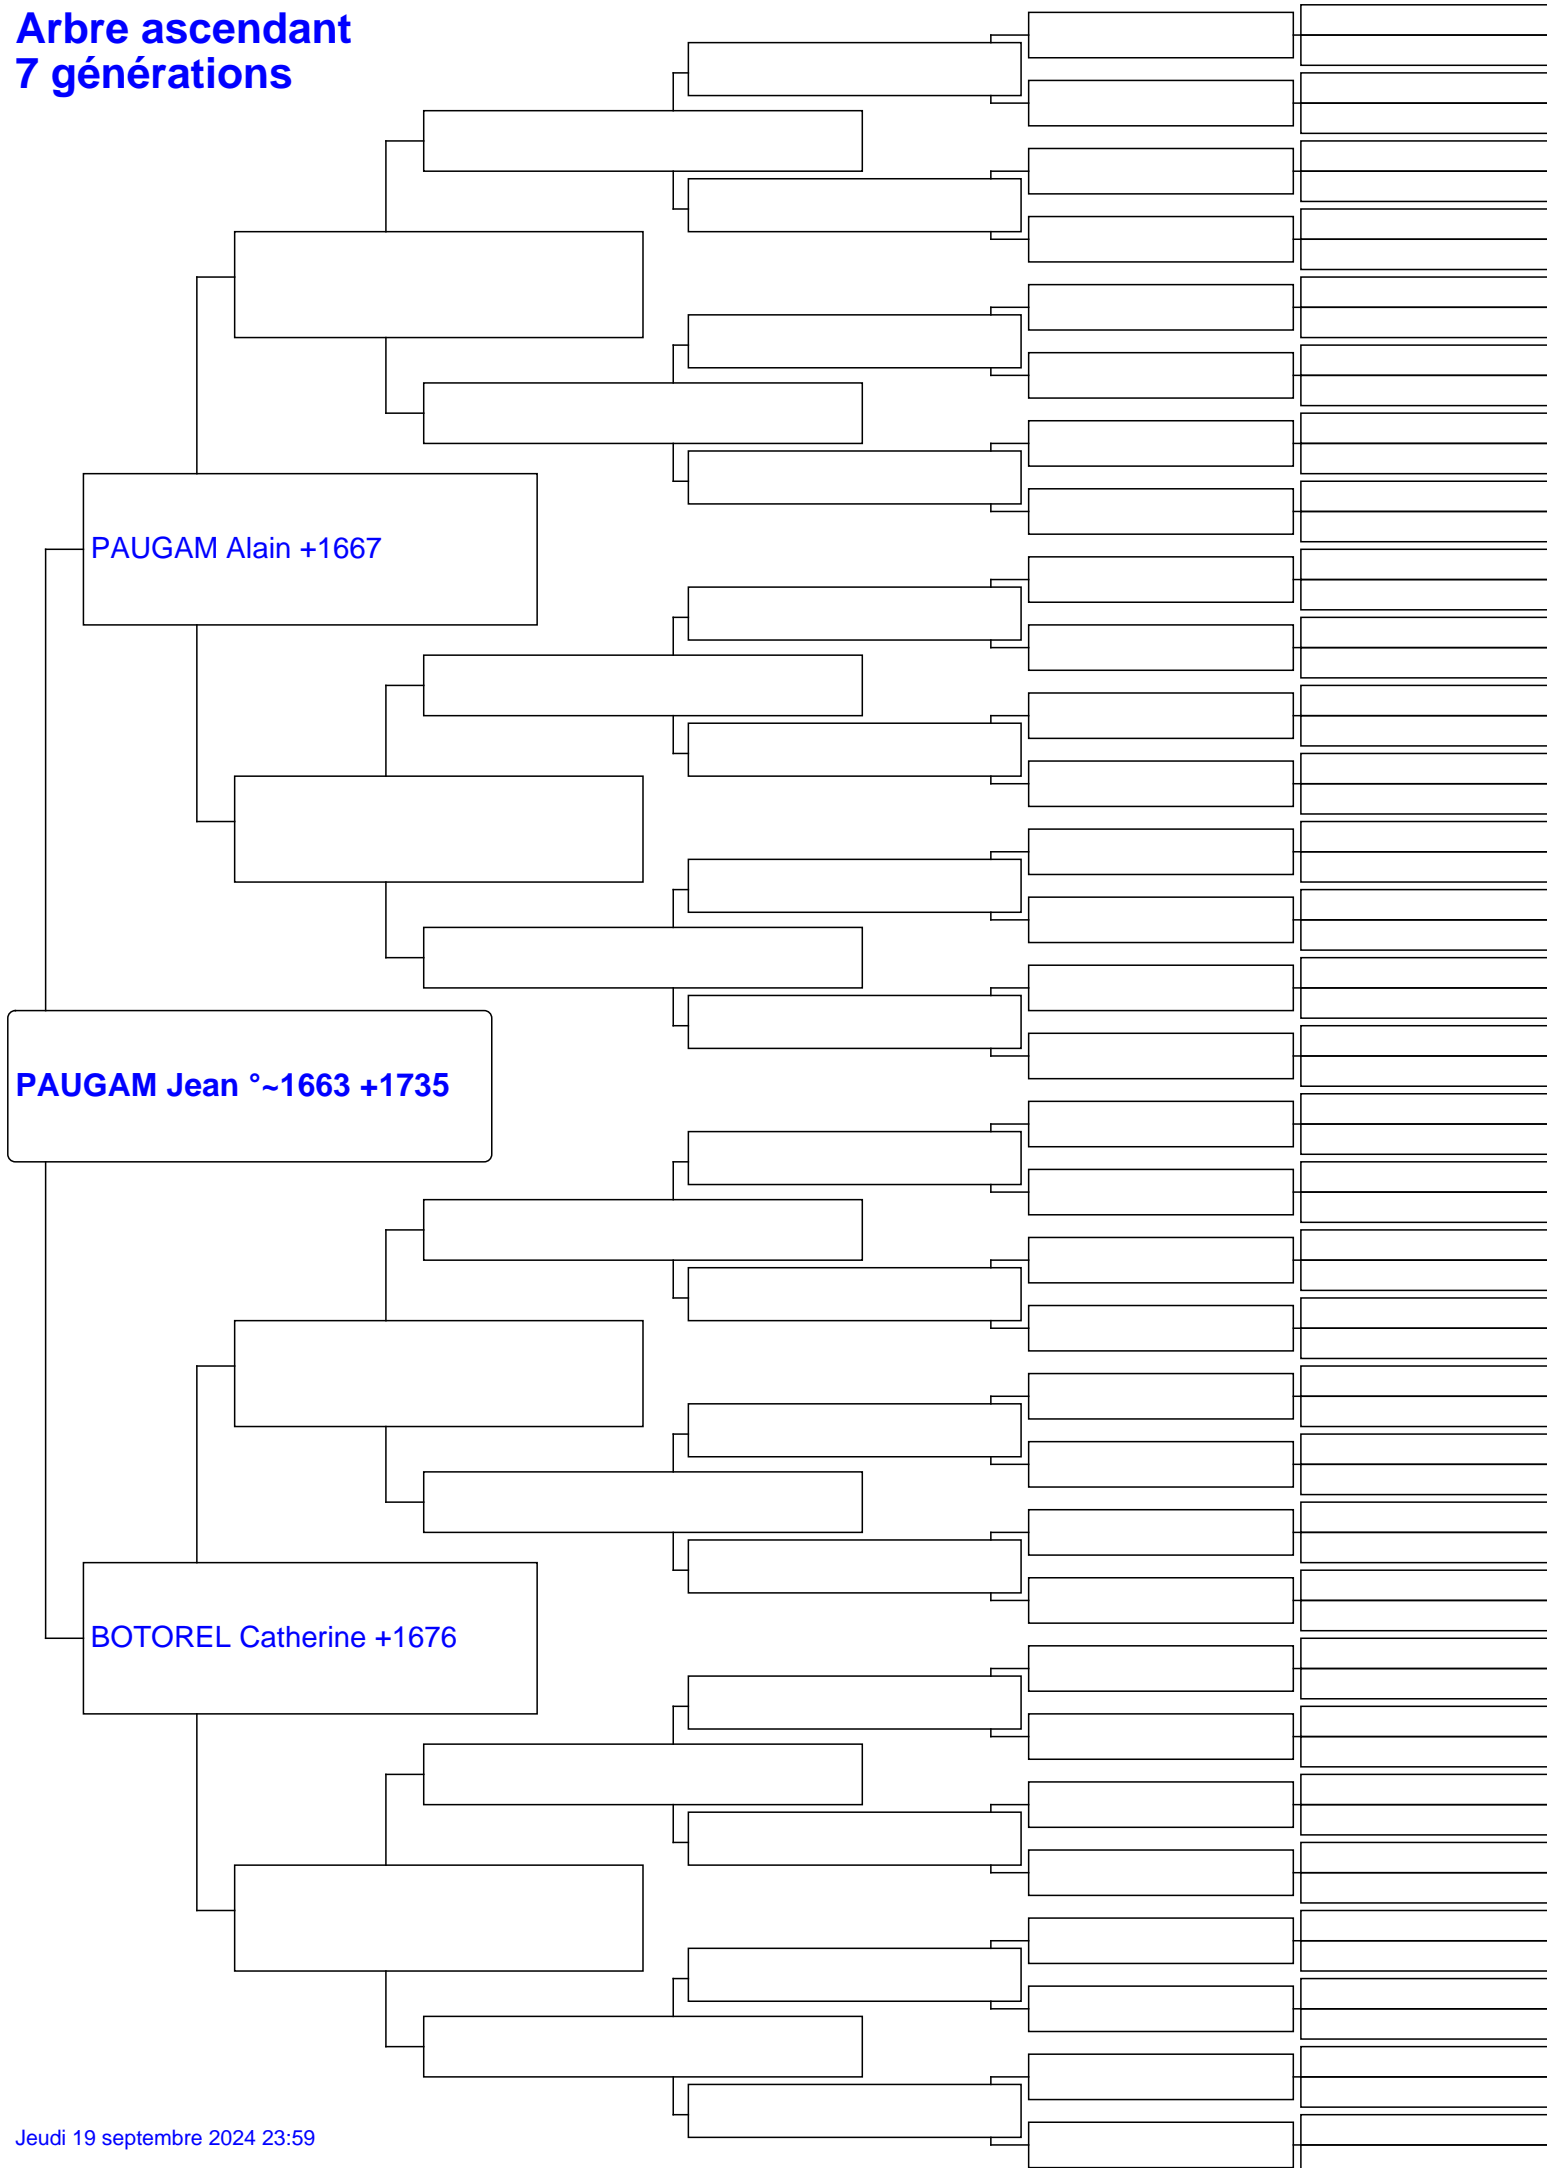 Arbre ascendant
7 générations
PAUGAM Alain +1667
PAUGAM Jean °~1663 +1735
BOTOREL Catherine +1676
Jeudi 19 septembre 2024 23:59